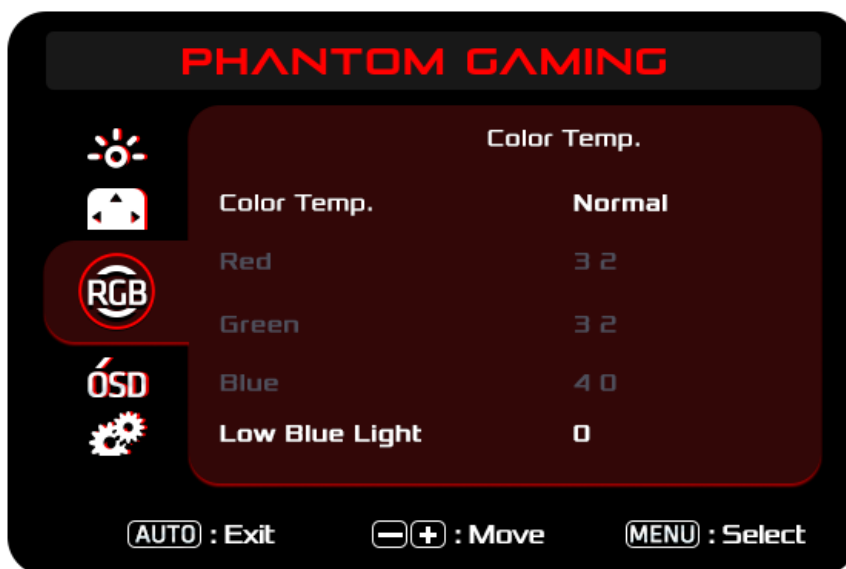 PHANTOM GAMING
Color Temp.
Color Temp. Normal
Red 32
Green 32
Blue 40
Low Blue Light 0
RGB
ÓSD
AUTO : Exit - + : Move MENU : Select